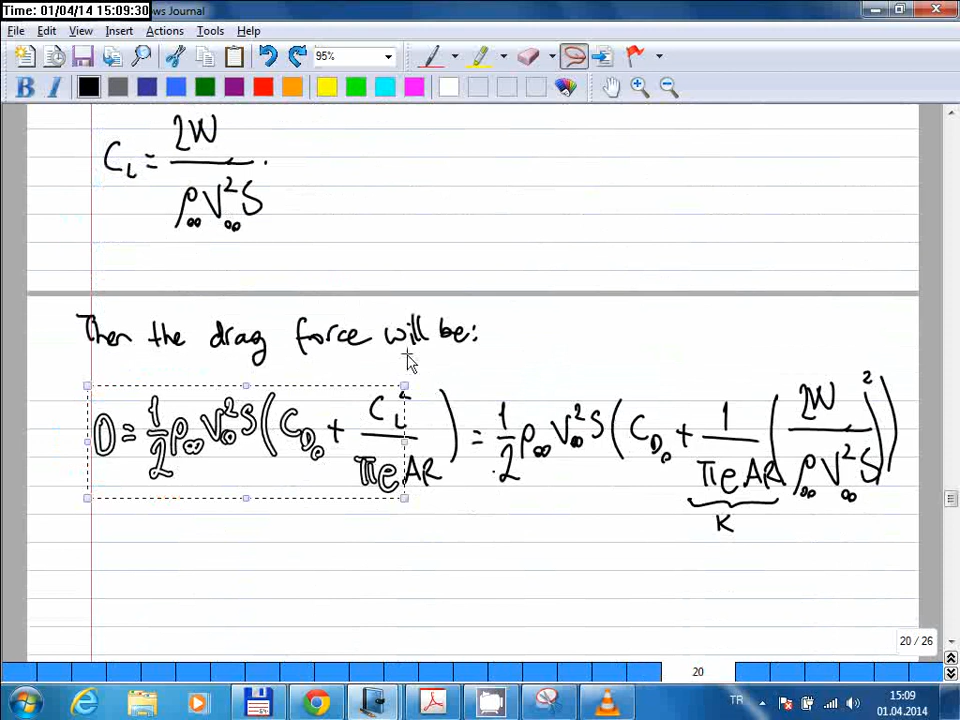 Time: 01/04/14 15:09:30 ows Journal
File Edit View Insert Actions Tools Help
95%
B I
C_L = 2W / ρ∞ V∞² S .
Then the drag force will be:
D = 1/2 ρ∞ V∞² S ( C_D₀ + C_L² / πeAR ) = 1/2 ρ∞ V∞² S ( C_D₀ + 1 / πeAR ( 2W / ρ∞ V∞² S )² )
K
20 / 26
20
TR 15:09
01.04.2014